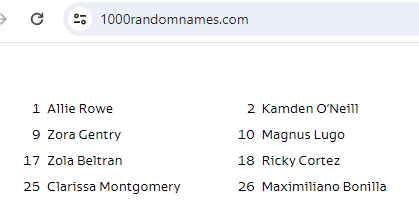 1000randomnames.com
1 Allie Rowe 2 Kamden O'Neill
9 Zora Gentry 10 Magnus Lugo
17 Zola Beltran 18 Ricky Cortez
25 Clarissa Montgomery 26 Maximiliano Bonilla